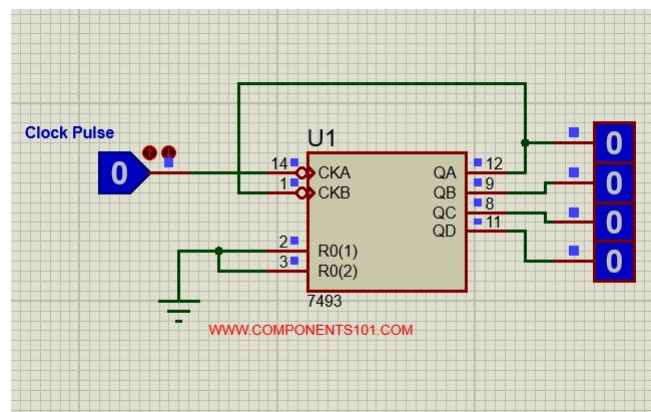 Clock Pulse
0
U1
14 CKA QA 12
1 CKB QB 9
QC 8
QD 11
2 R0(1)
3 R0(2)
7493
0
0
0
0
WWW.COMPONENTS101.COM